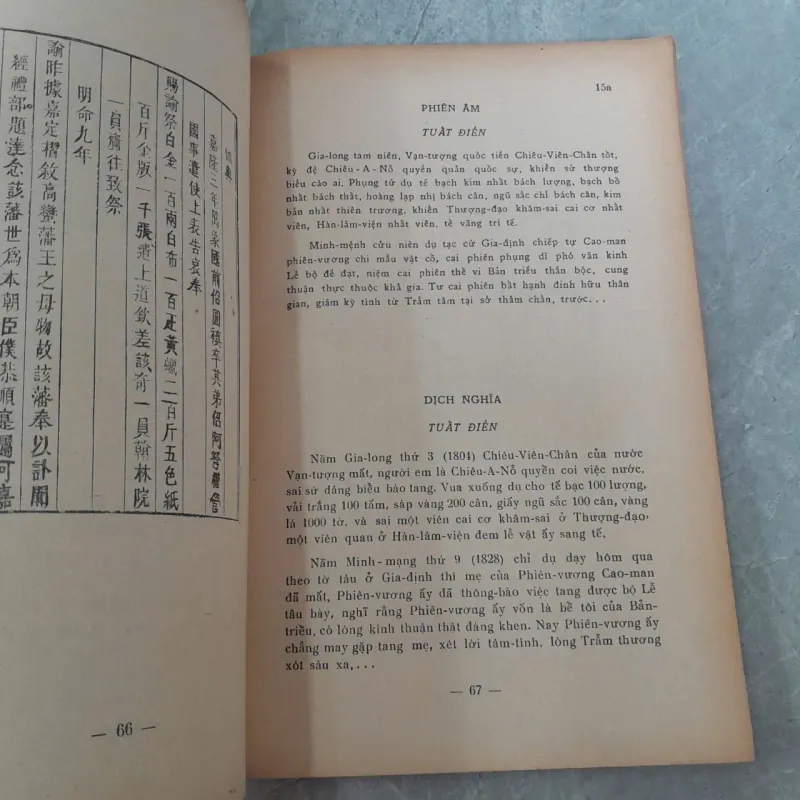 卹典
嘉隆三年萬象國前侶圓禛卒其弟侶阿弩權管
國事遣使上表告哀奉
賜諭祭白金一百兩白布一百疋黃蠟二百斤五色紙
百斤金版一千張遣上道欽差該奇一員翰林院
一員齎往致祭
明命九年
諭昨據嘉定摺敘高蠻藩王之母物故該藩奉以訃聞
經禮部題達念該藩世爲本朝臣僕恭順寔屬可嘉
— 66 —
15a
PHIÊN ÂM
TUẤT ĐIỂN
Gia-long tam niên, Vạn-tượng quốc tiền Chiêu-Viên-Chân tốt,
kỳ đệ Chiêu-A-Nỗ quyền quản quốc sự, khiển sứ thượng
biểu cáo ai. Phụng tứ dụ tế bạch kim nhất bách lượng, bạch bố
nhất bách thất, hoàng lạp nhị bách cân, ngũ sắc chỉ bách cân, kim
bản nhất thiên trương, khiển Thượng-đạo khâm-sai cai cơ nhất
viên, Hàn-lâm-viện nhất viên, tề vãng trí tế.
Minh-mệnh cửu niên dụ tạc cứ Gia-định chiếp tự Cao-man
phiên-vương chi mẫu vật cố, cai phiên phụng dĩ phó văn kinh
Lễ bộ đề đạt, niệm cai phiên thế vi Bản triều thần bộc, cung
thuận thực thuộc khả gia. Tư cai phiên bất hạnh đinh hữu thân
gian, giám kỳ tình từ Trẫm tâm tại sở thâm chẩn, trước...
DỊCH NGHĨA
TUẤT ĐIỂN
Năm Gia-long thứ 3 (1804) Chiêu-Viên-Chân của nước
Vạn-tượng mất, người em là Chiêu-A-Nỗ quyền coi việc nước,
sai sứ dâng biểu báo tang. Vua xuống dụ cho tế bạc 100 lượng,
vải trắng 100 tấm, sáp vàng 200 cân, giấy ngũ sắc 100 cân, vàng
lá 1000 tờ, và sai một viên cai cơ khâm-sai ở Thượng-đạo,
một viên quan ở Hàn-lâm-viện đem lễ vật ấy sang tế.
Năm Minh-mạng thứ 9 (1828) chỉ dụ dạy hôm qua
theo tờ tâu ở Gia-định thì mẹ của Phiên-vương Cao-man
đã mất, Phiên-vương ấy đã thông-báo việc tang được bộ Lễ
tâu bày, nghĩ rằng Phiên-vương ấy vốn là bề tôi của Bản-
triều, có lòng kính thuận thật đáng khen. Nay Phiên-vương ấy
chẳng may gặp tang mẹ, xét lời tâm-tình, lòng Trẫm thương
xót sâu xa,...
— 67 —